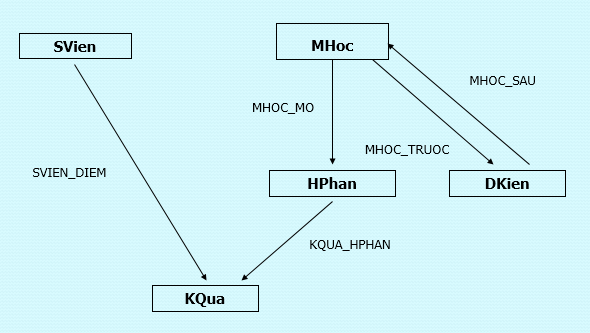 SVien
MHoc
MHOC_SAU
MHOC_MO
MHOC_TRUOC
SVIEN_DIEM
HPhan
DKien
KQUA_HPHAN
KQua